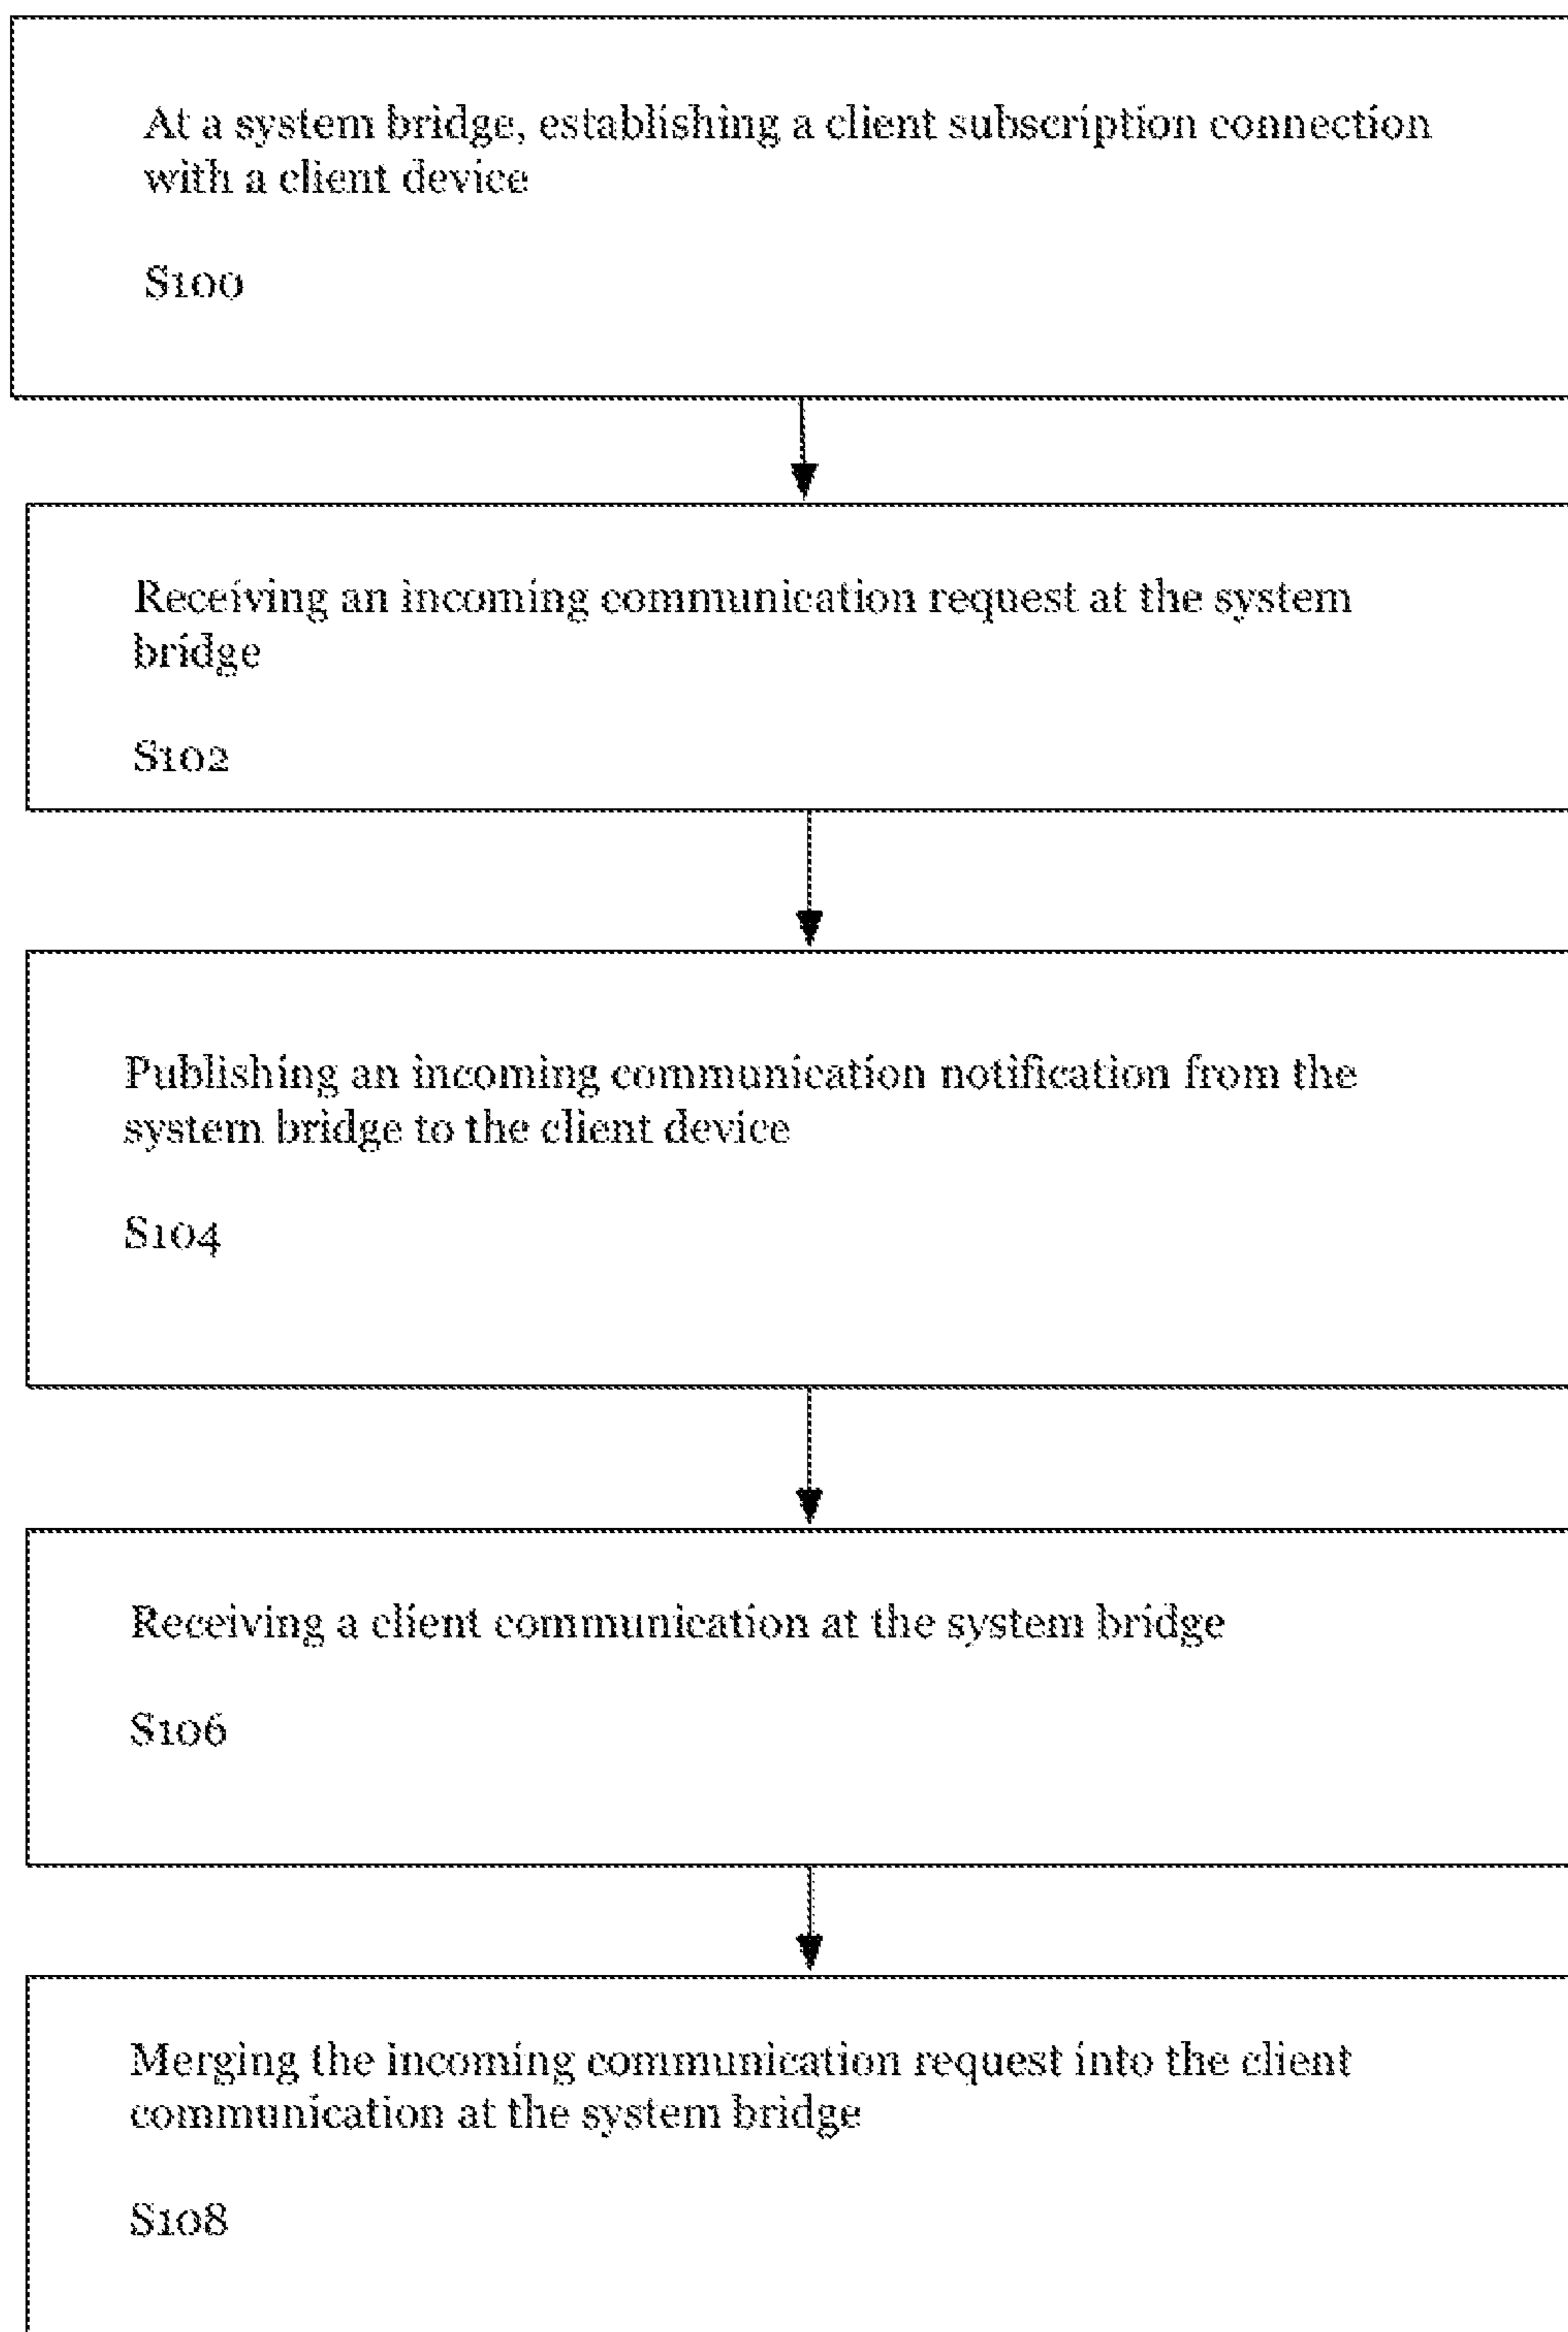 At a system bridge, establishing a client subscription connection
with a client device
S100
Receiving an incoming communication request at the system
bridge
S102
Publishing an incoming communication notification from the
system bridge to the client device
S104
Receiving a client communication at the system bridge
S106
Merging the incoming communication request into the client
communication at the system bridge
S108